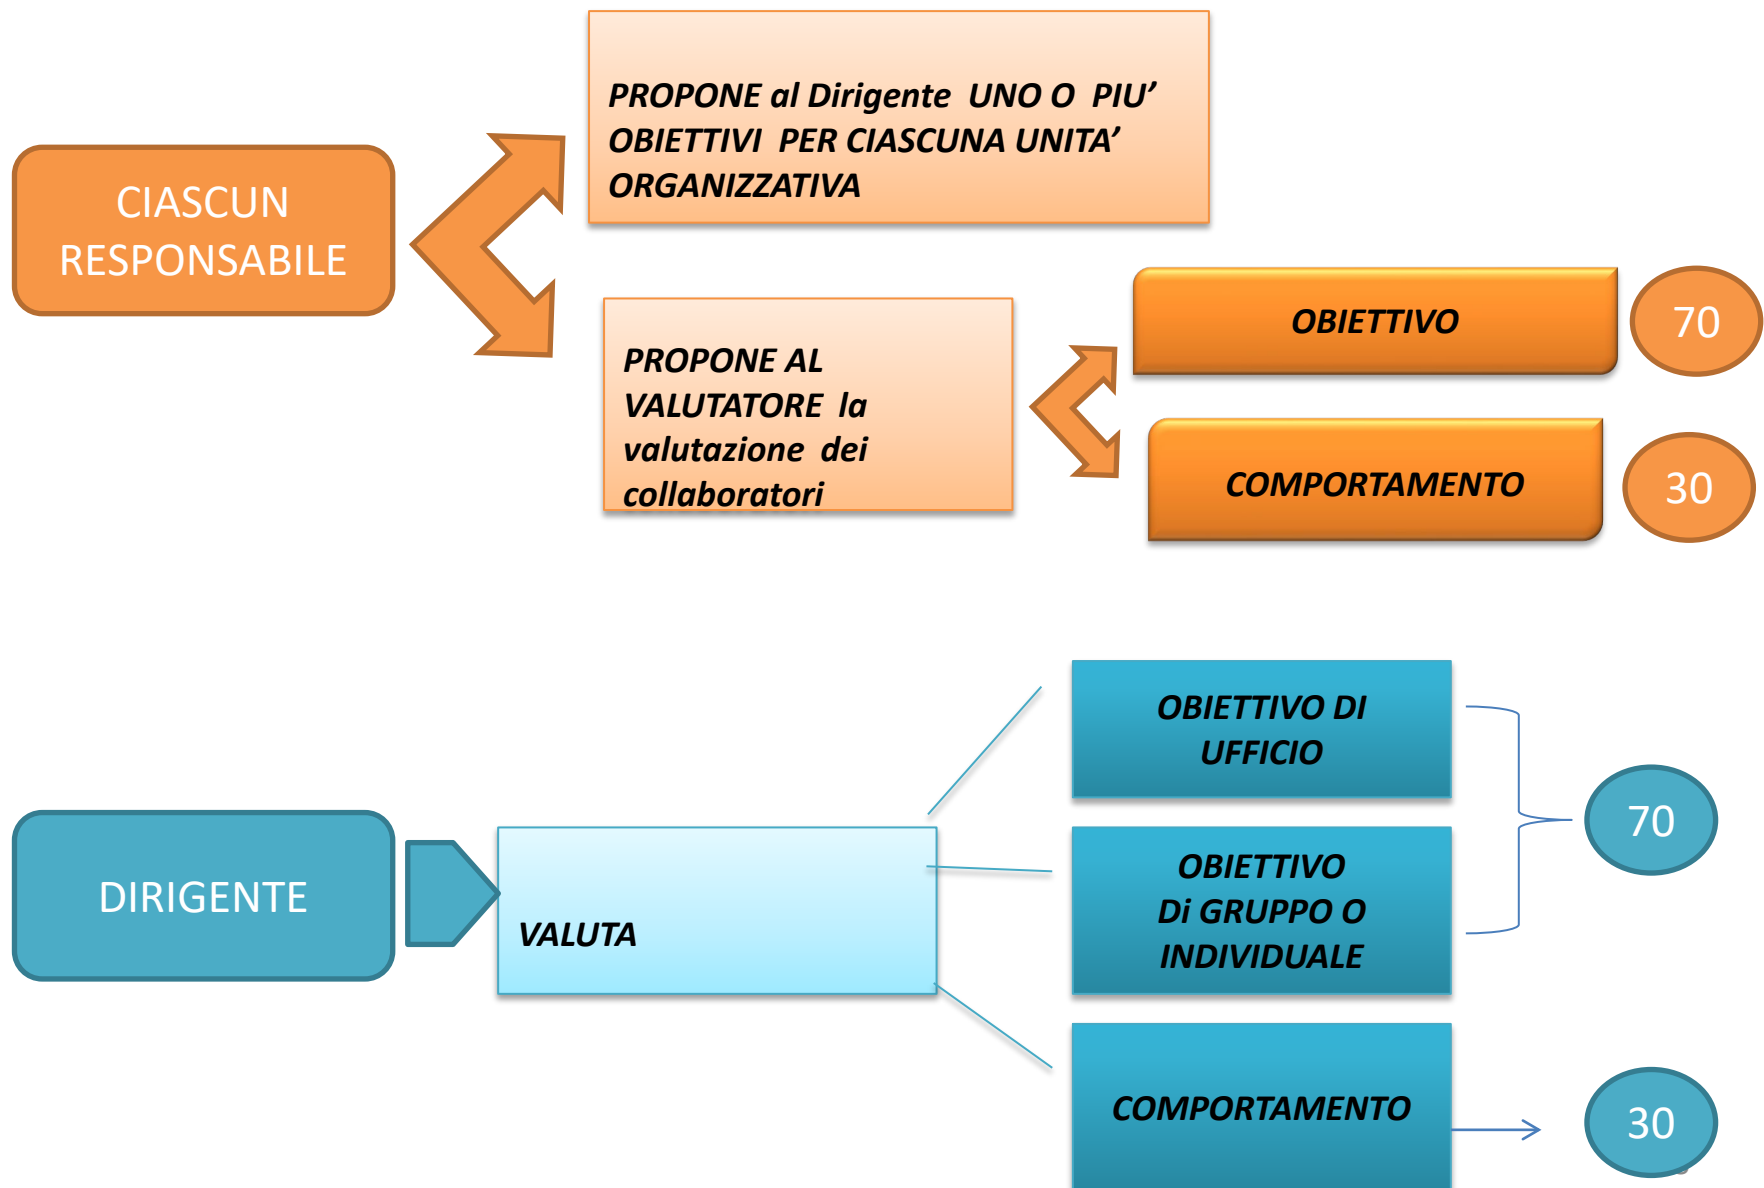 PROPONE al Dirigente UNO O PIU’
OBIETTIVI PER CIASCUNA UNITA’
ORGANIZZATIVA
CIASCUN
RESPONSABILE
OBIETTIVO
70
PROPONE AL
VALUTATORE la
valutazione dei
collaboratori
COMPORTAMENTO
30
OBIETTIVO DI
UFFICIO
70
DIRIGENTE
VALUTA
OBIETTIVO
Di GRUPPO O
INDIVIDUALE
COMPORTAMENTO
30